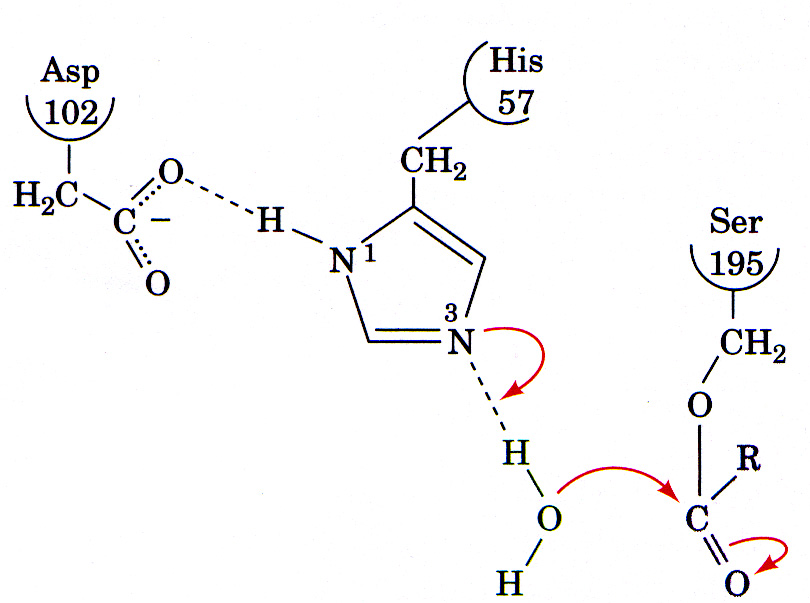 Asp
102
His
57
CH₂
H₂C
O
C −
O
H
N 1
3
N
Ser
195
CH₂
O
H
R
O
C
H
O